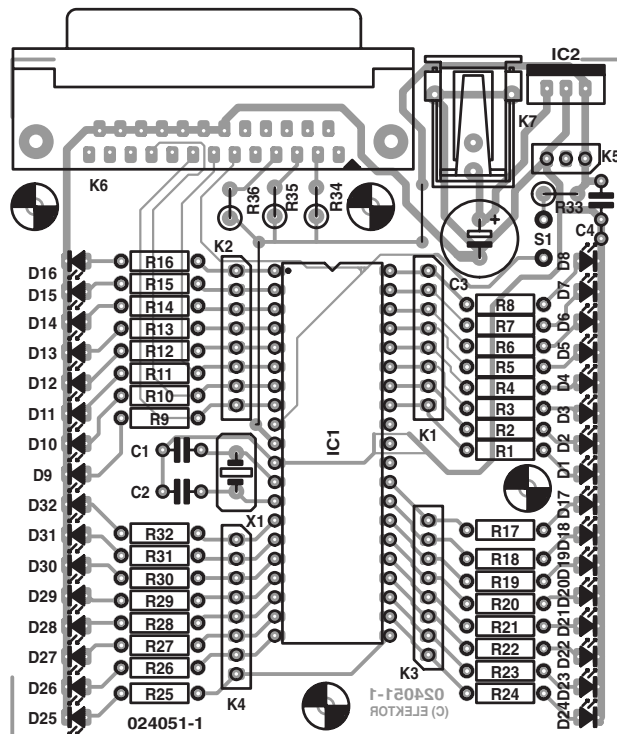 IC2
K7
K5
K6
R36
R35
R34
R33
+
S1
C4
K2
C3
D8
R16
D16
R15
D15
R14
D14
R13
D13
R12
D12
R11
D11
R10
D10
R9
D9
R8
D7
R7
D6
R6
D5
R5
D4
R4
D3
R3
D2
R2
D1
R1
K1
IC1
C1
C2
X1
D32
R32
D31
R31
D30
R30
D29
R29
D28
R28
D27
R27
D26
R26
D25
R25
R17
D17
R18
D18
R19
D19
R20
D20
R21
D21
R22
D22
R23
D23
R24
D24
K3
K4
024051-1
024051-1
(C) ELEKTOR